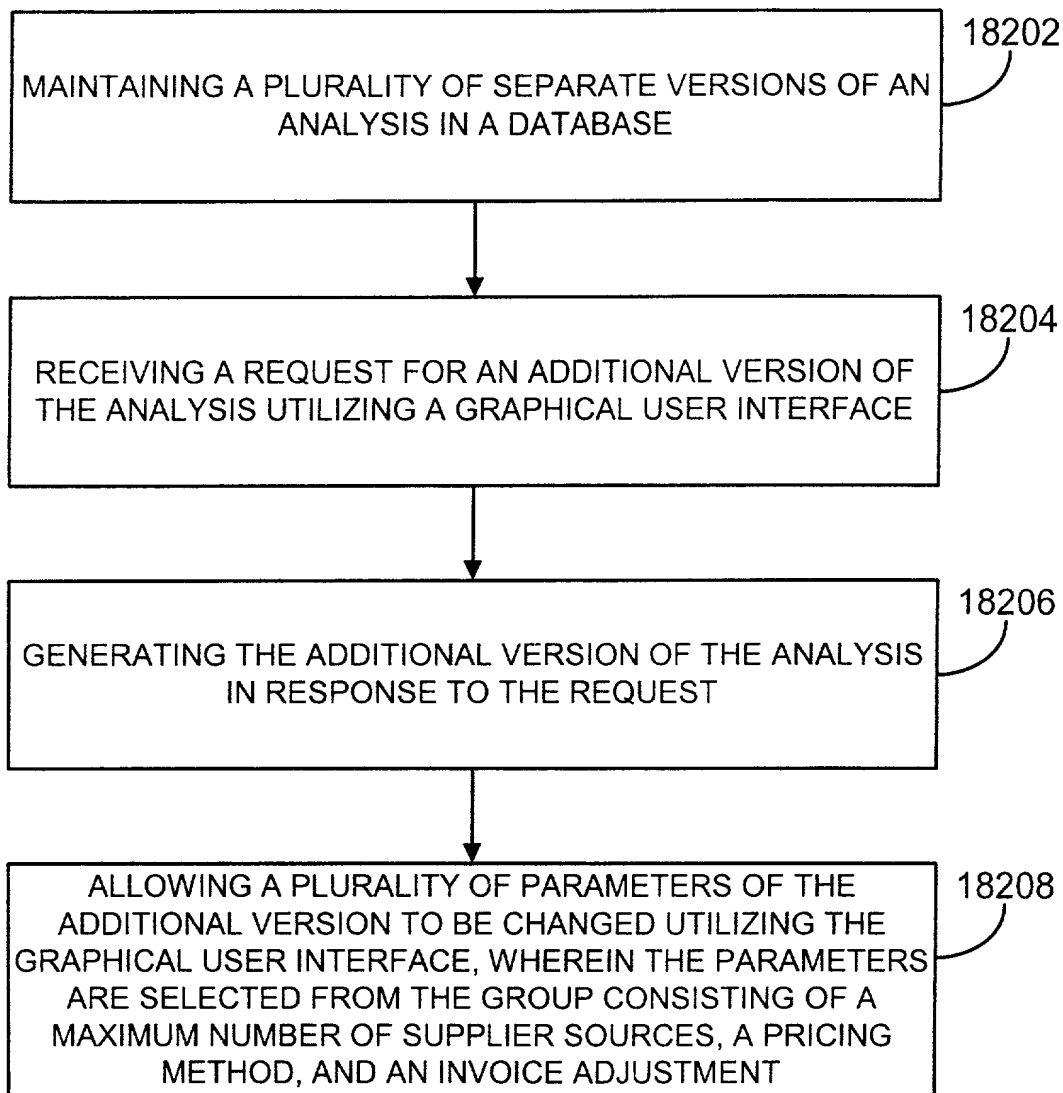 18202
MAINTAINING A PLURALITY OF SEPARATE VERSIONS OF AN
ANALYSIS IN A DATABASE
18204
RECEIVING A REQUEST FOR AN ADDITIONAL VERSION OF
THE ANALYSIS UTILIZING A GRAPHICAL USER INTERFACE
18206
GENERATING THE ADDITIONAL VERSION OF THE ANALYSIS
IN RESPONSE TO THE REQUEST
18208
ALLOWING A PLURALITY OF PARAMETERS OF THE
ADDITIONAL VERSION TO BE CHANGED UTILIZING THE
GRAPHICAL USER INTERFACE, WHEREIN THE PARAMETERS
ARE SELECTED FROM THE GROUP CONSISTING OF A
MAXIMUM NUMBER OF SUPPLIER SOURCES, A PRICING
METHOD, AND AN INVOICE ADJUSTMENT